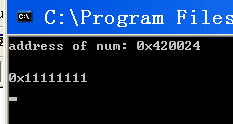 C:\Program Files
address of num: 0x420024
0x11111111